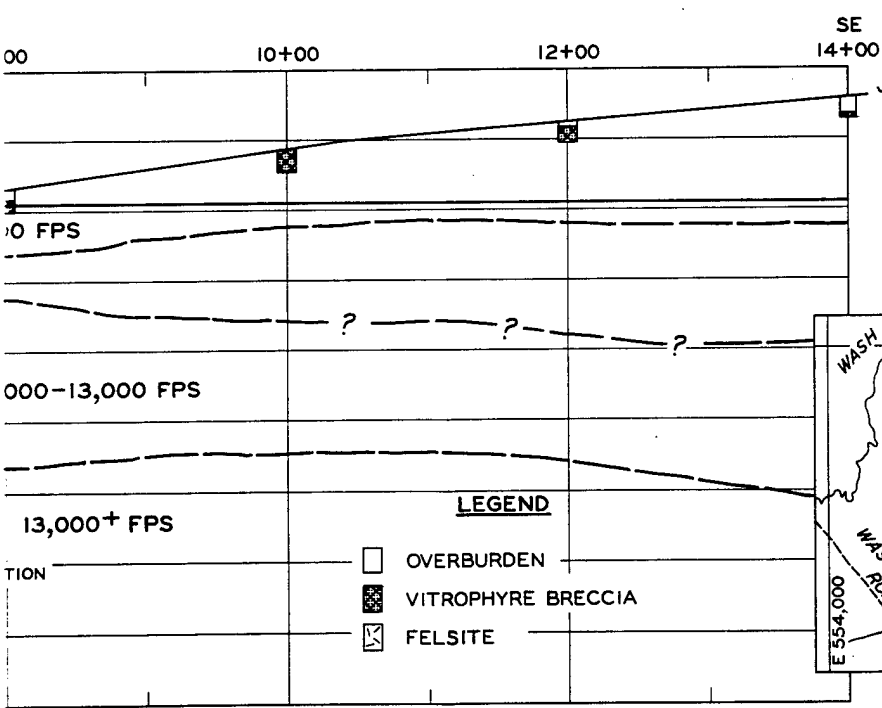 SE
00 10+00 12+00 14+00
0 FPS
? ? ?
WASH
000-13,000 FPS
LEGEND
13,000+ FPS
OVERBURDEN
TION
VITROPHYRE BRECCIA
FELSITE
E 554,000